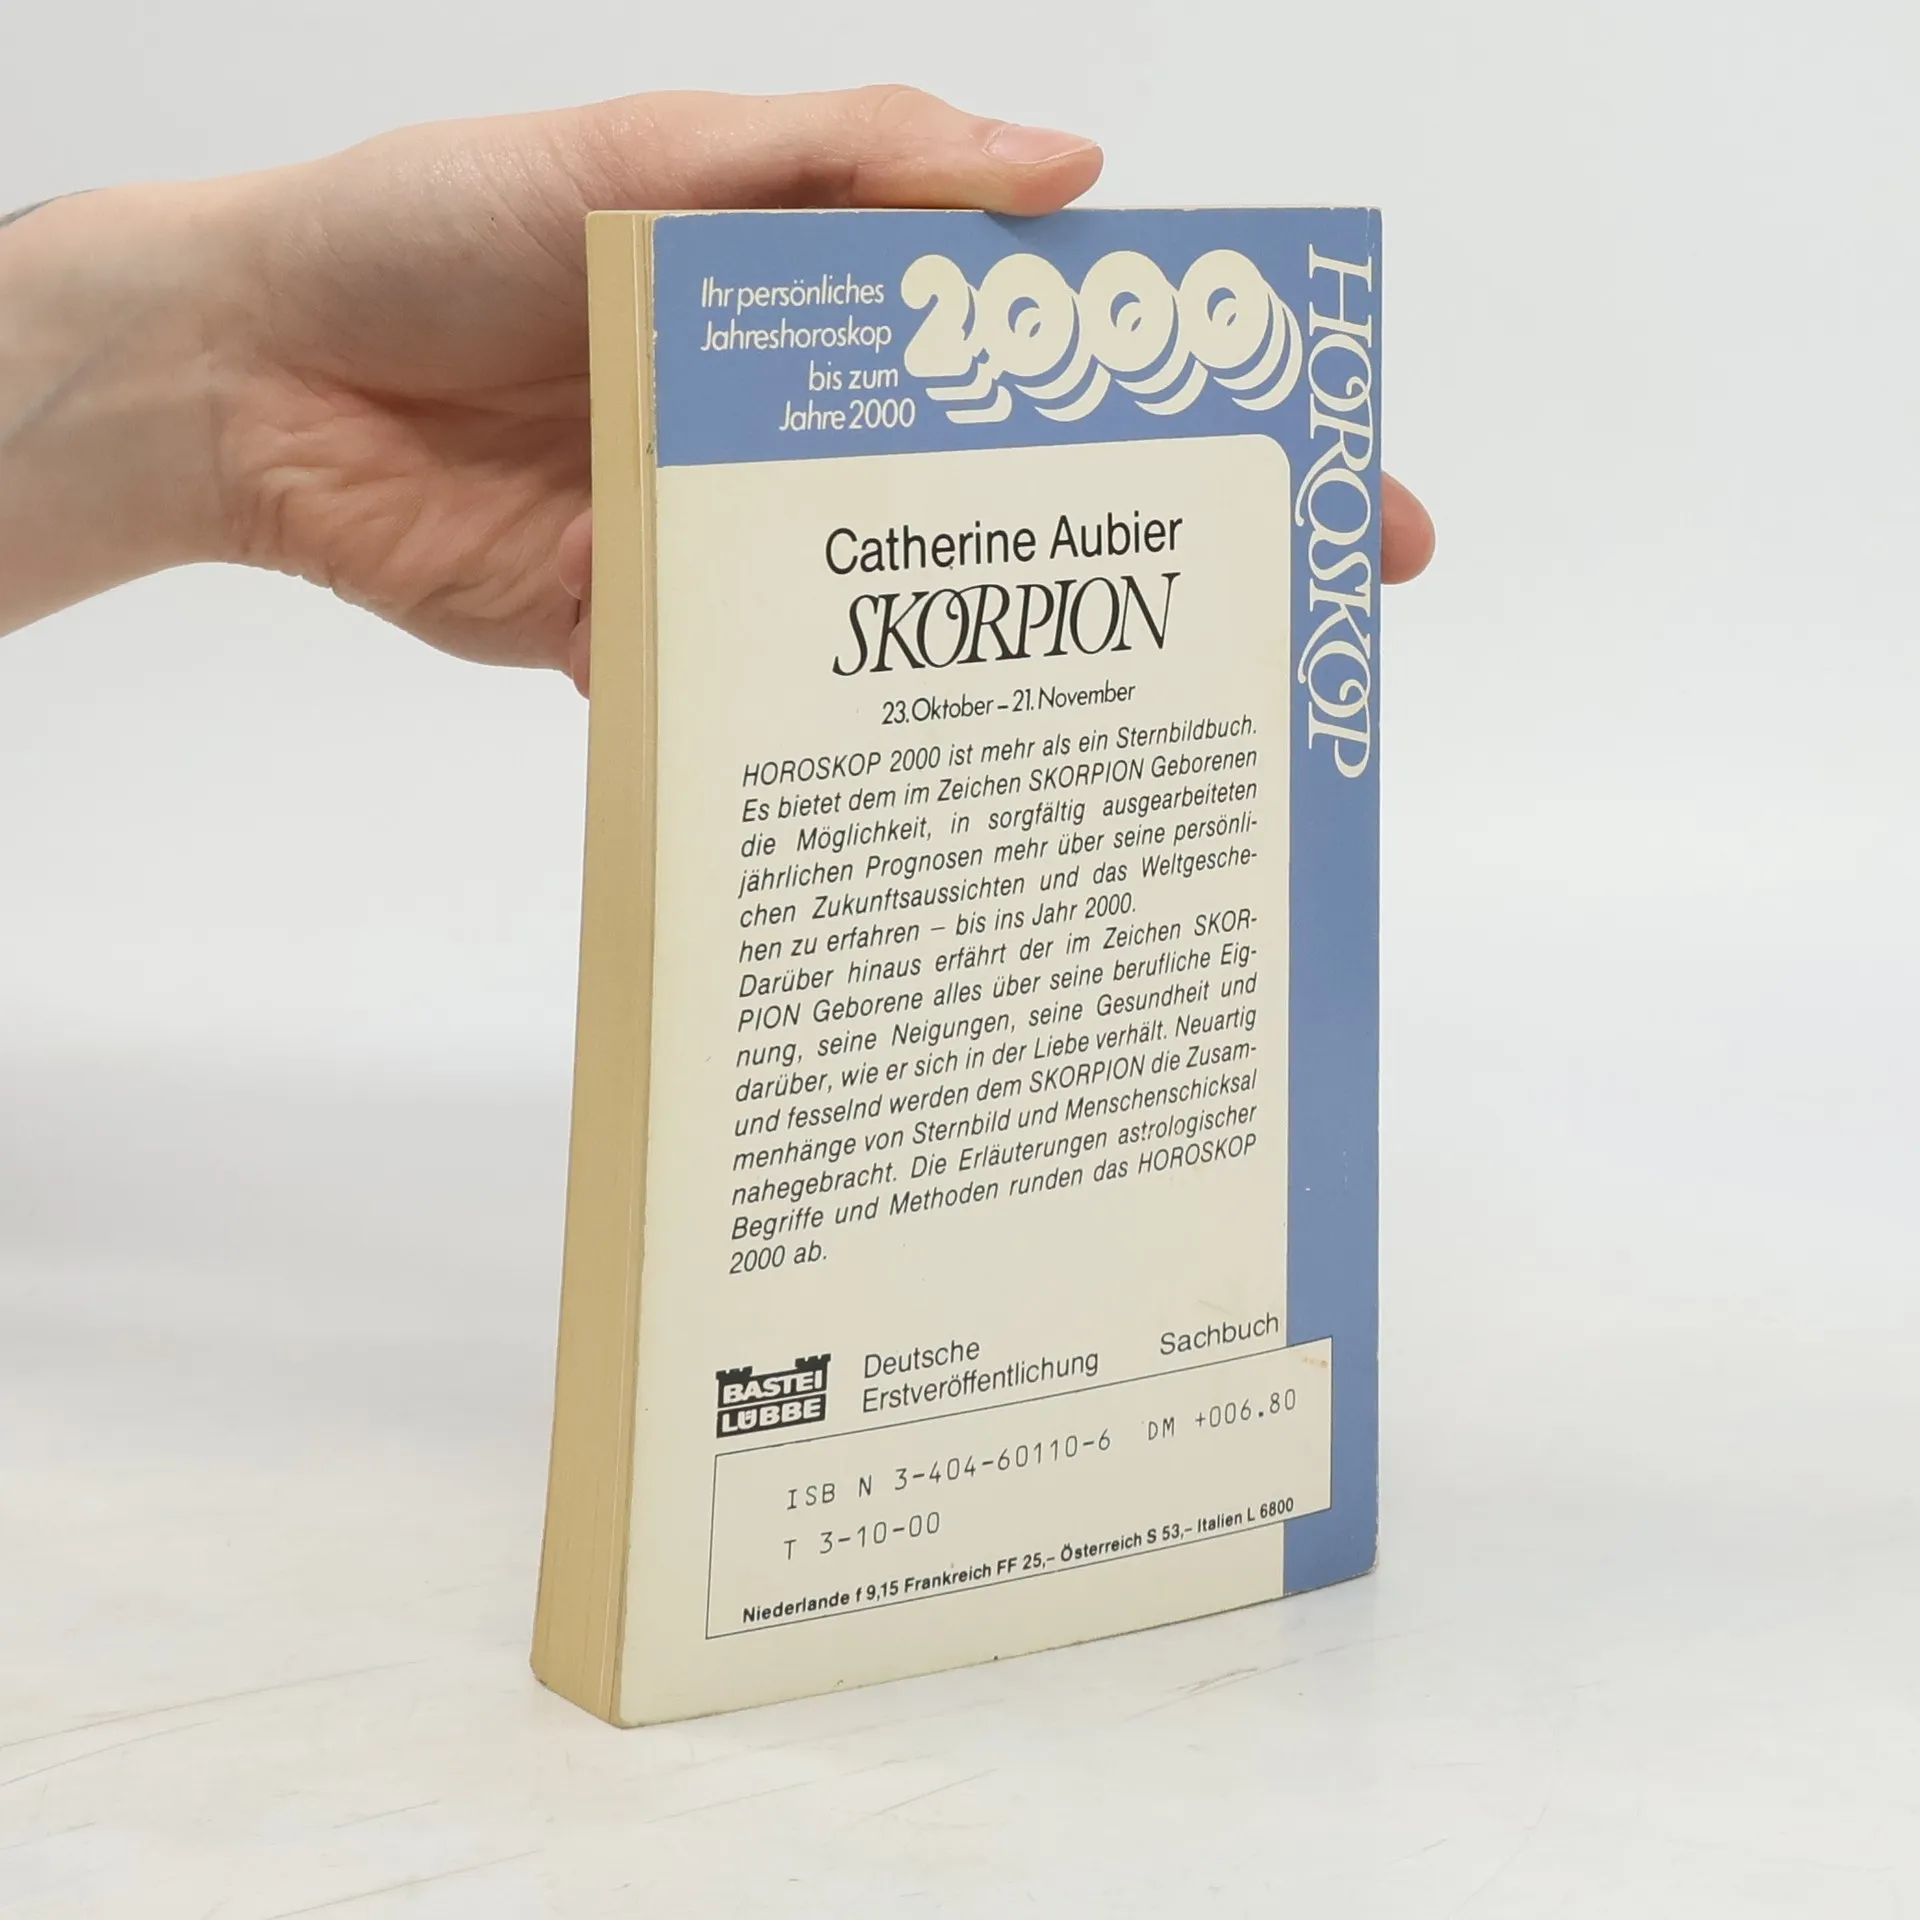 Ihr persönliches
Jahreshoroskop
bis zum
Jahre 2000
2000
HOROSKOP
Catherine Aubier
SKORPION
23. Oktober – 21. November
HOROSKOP 2000 ist mehr als ein Sternbildbuch.
Es bietet dem im Zeichen SKORPION Geborenen
die Möglichkeit, in sorgfältig ausgearbeiteten
jährlichen Prognosen mehr über seine persönli-
chen Zukunftsaussichten und das Weltgesche-
hen zu erfahren – bis ins Jahr 2000.
Darüber hinaus erfährt der im Zeichen SKOR-
PION Geborene alles über seine berufliche Eig-
nung, seine Neigungen, seine Gesundheit und
darüber, wie er sich in der Liebe verhält. Neuartig
und fesselnd werden dem SKORPION die Zusam-
menhänge von Sternbild und Menschenschicksal
nahegebracht. Die Erläuterungen astrologischer
Begriffe und Methoden runden das HOROSKOP
2000 ab.
BASTEI
LÜBBE
Deutsche
Erstveröffentlichung
Sachbuch
ISB N 3-404-60110-6 DM +006.80
T 3-10-00
Niederlande f 9,15 Frankreich FF 25,– Österreich S 53,– Italien L 6800